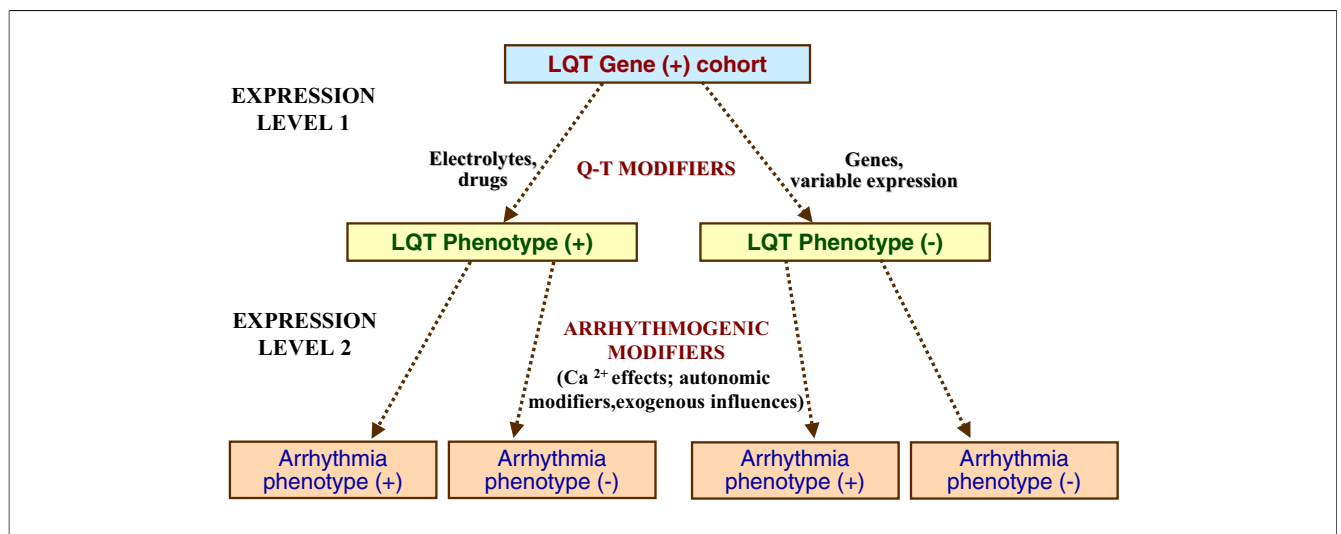 LQT Gene (+) cohort
EXPRESSION
LEVEL 1
Electrolytes,
drugs
Q-T MODIFIERS
Genes,
variable expression
LQT Phenotype (+)
LQT Phenotype (-)
EXPRESSION
LEVEL 2
ARRHYTHMOGENIC
MODIFIERS
(Ca 2+ effects; autonomic
modifiers,exogenous influences)
Arrhythmia
phenotype (+)
Arrhythmia
phenotype (-)
Arrhythmia
phenotype (+)
Arrhythmia
phenotype (-)